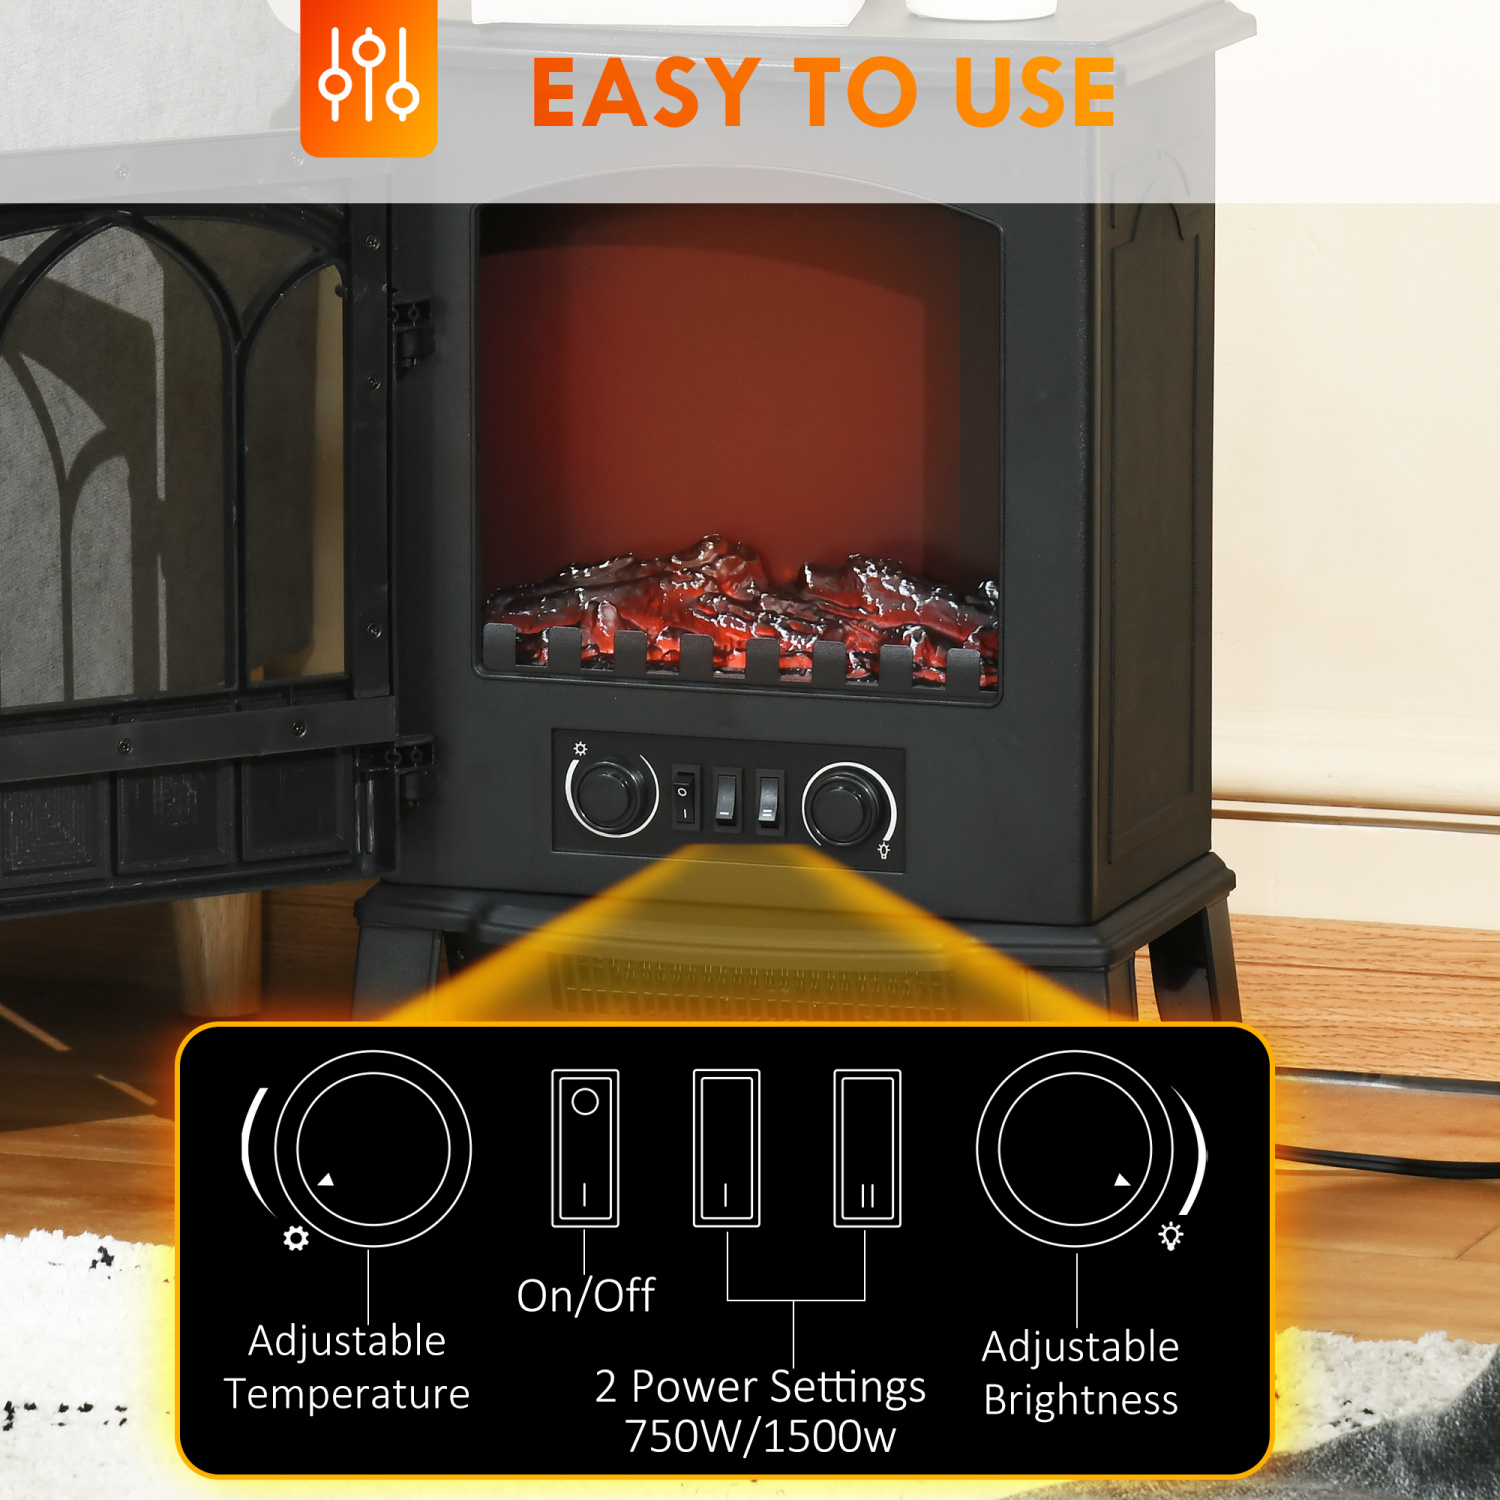 EASY TO USE
On/Off
Adjustable
Temperature
2 Power Settings
750W/1500w
Adjustable
Brightness